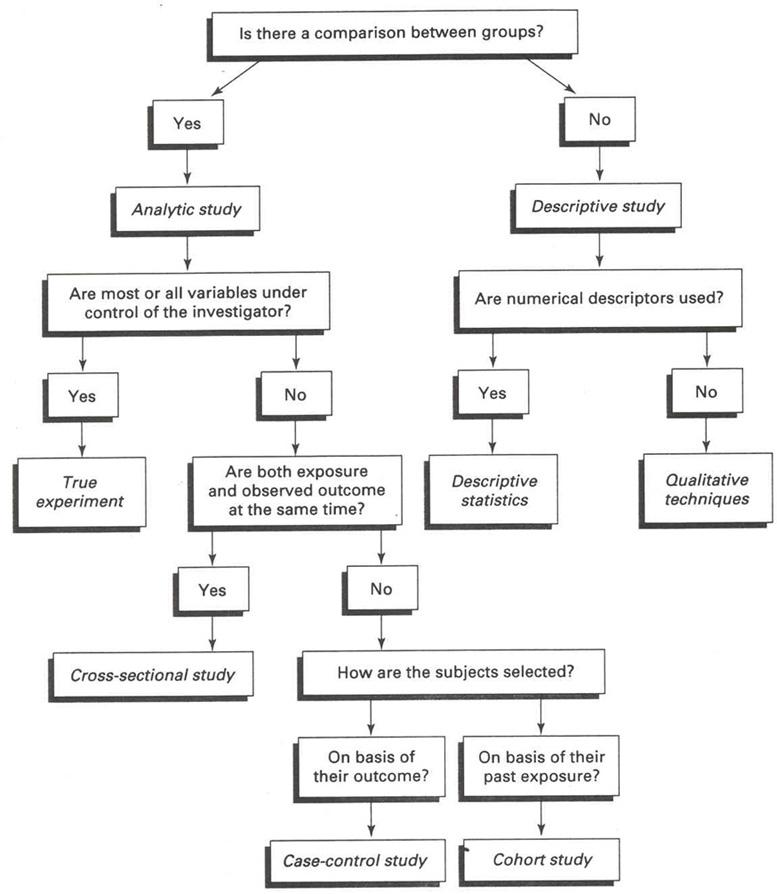 Is there a comparison between groups?
Yes
No
Analytic study
Descriptive study
Are most or all variables under
control of the investigator?
Are numerical descriptors used?
Yes
No
Yes
No
True
experiment
Are both exposure
and observed outcome
at the same time?
Descriptive
statistics
Qualitative
techniques
Yes
No
Cross-sectional study
How are the subjects selected?
On basis of
their outcome?
On basis of their
past exposure?
Case-control study
Cohort study